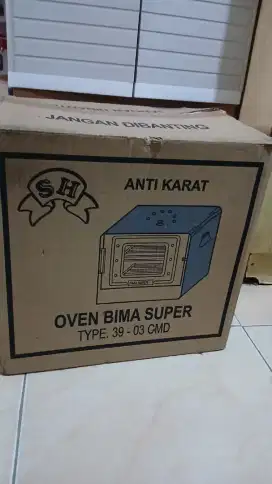 JANGAN DIBANTING
SH
ANTI KARAT
OVEN BIMA SUPER
TYPE. 39 - 03 CMD